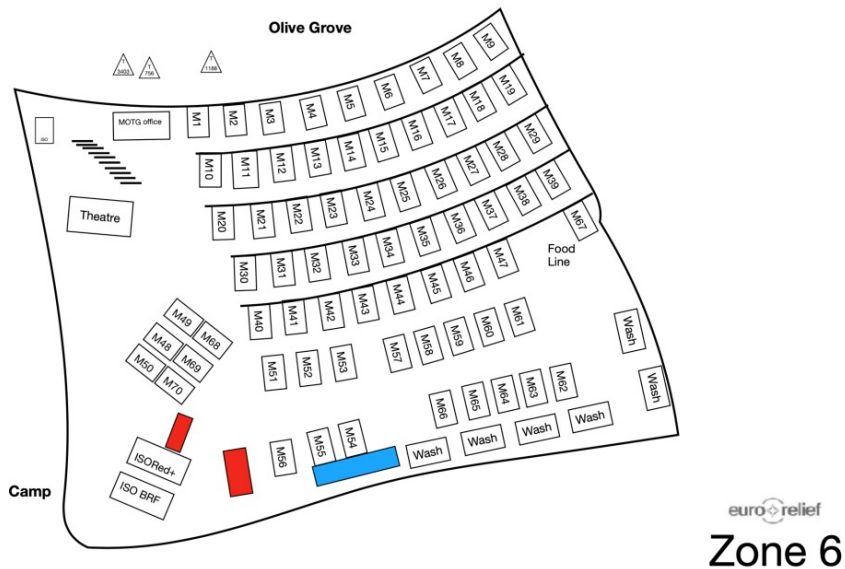 Olive Grove
T
3403
T
756
T
1188
ISO
MOTG office
M1
M2
M3
M4
M5
M6
M7
M8
M9
M10
M11
M12
M13
M14
M15
M16
M17
M18
M19
Theatre
M20
M21
M22
M23
M24
M25
M26
M27
M28
M29
M30
M31
M32
M33
M34
M35
M36
M37
M38
M39
M67
Food
Line
M40
M41
M42
M43
M44
M45
M46
M47
M49
M68
M48
M69
M50
M70
M51
M52
M53
M57
M58
M59
M60
M61
Wash
Wash
M66
M65
M64
M63
M62
ISORed+
ISO BRF
M56
M55
M54
Wash
Wash
Wash
Wash
Camp
euro relief
Zone 6